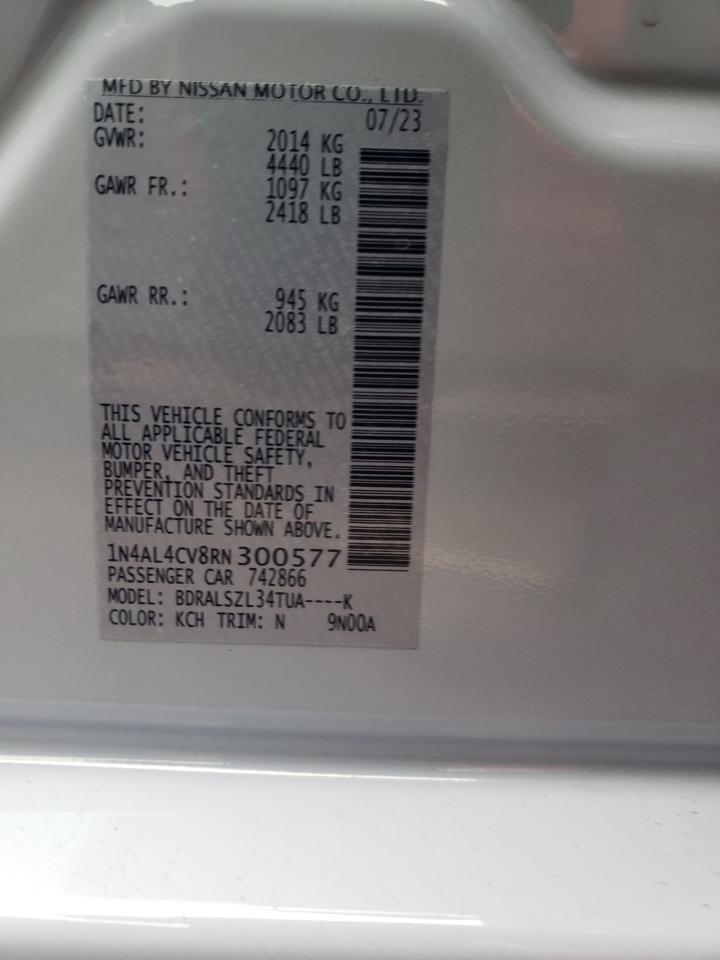 MFD BY NISSAN MOTOR CO., LTD.
DATE: 07/23
GVWR: 2014 KG
4440 LB
GAWR FR.: 1097 KG
2418 LB
GAWR RR.: 945 KG
2083 LB
THIS VEHICLE CONFORMS TO
ALL APPLICABLE FEDERAL
MOTOR VEHICLE SAFETY,
BUMPER, AND THEFT
PREVENTION STANDARDS IN
EFFECT ON THE DATE OF
MANUFACTURE SHOWN ABOVE.
1N4AL4CV8RN300577
PASSENGER CAR 742866
MODEL: BDRALSZL34TUA----K
COLOR: KCH TRIM: N 9N00A